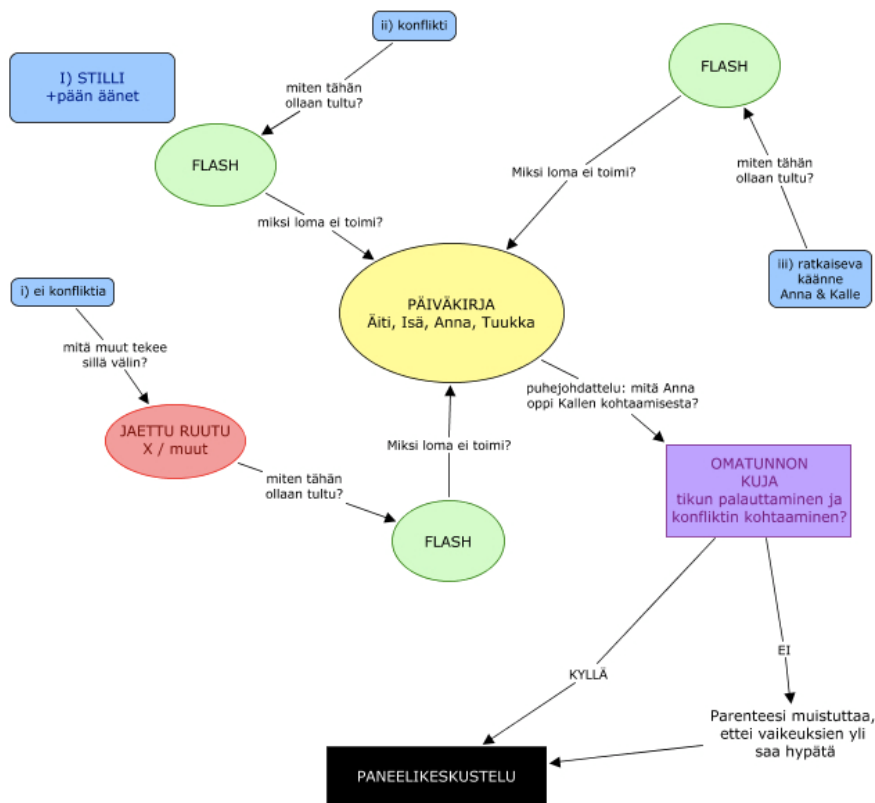 ii) konflikti
I) STILLI
+pään äänet
FLASH
miten tähän
ollaan tultu?
FLASH
miten tähän
ollaan tultu?
Miksi loma ei toimi?
miksi loma ei toimi?
iii) ratkaiseva
käänne
Anna & Kalle
i) ei konfliktia
PÄIVÄKIRJA
Äiti, Isä, Anna, Tuukka
mitä muut tekee
sillä välin?
puhejohdattelu: mitä Anna
oppi Kallen kohtaamisesta?
JAETTU RUUTU
X / muut
Miksi loma ei toimi?
miten tähän
ollaan tultu?
OMATUNNON
KUJA
tikun palauttaminen ja
konfliktin kohtaaminen?
FLASH
EI
KYLLÄ
Parenteesi muistuttaa,
ettei vaikeuksien yli
saa hypätä
PANEELIKESKUSTELU